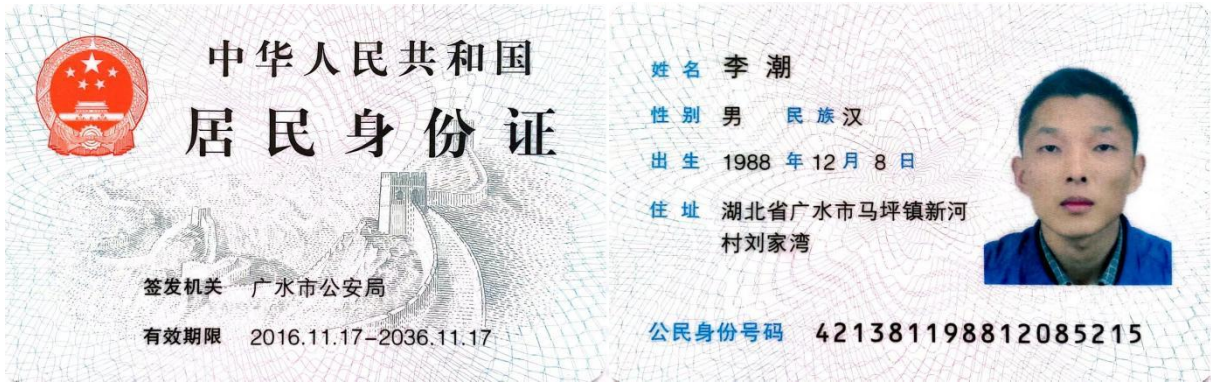 中华人民共和国
居民身份证
签发机关 广水市公安局
有效期限 2016.11.17-2036.11.17
姓名 李潮
性别 男 民族 汉
出生 1988 年 12 月 8 日
住址 湖北省广水市马坪镇新河
村刘家湾
公民身份号码 421381198812085215